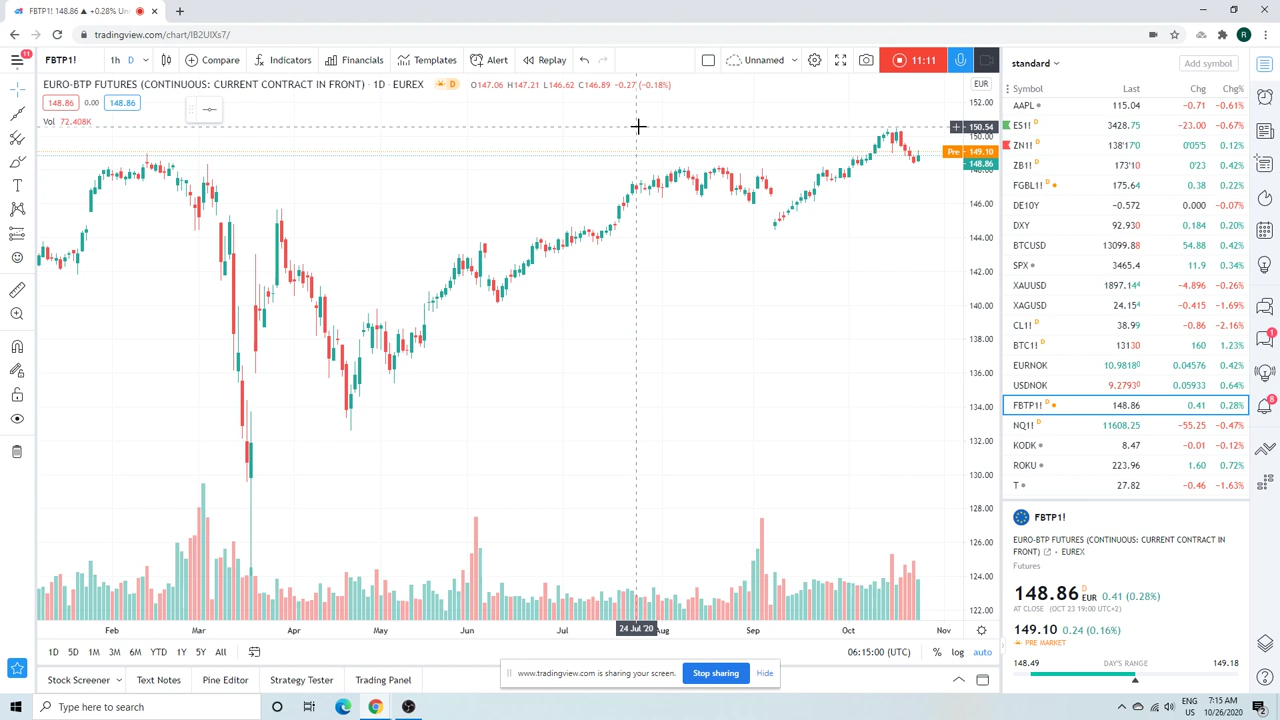 FBTP1! 148.86 ▲ +0.28% Un
tradingview.com/chart/IB2UIXs7/
11
FBTP1!
1h D
Compare
Indicators
Financials
Templates
Alert
Replay
Unnamed
11:11
EURO-BTP FUTURES (CONTINUOUS: CURRENT CONTRACT IN FRONT) · 1D · EUREX
D
O147.06 H147.21 L146.62 C146.89 -0.27 (-0.18%)
148.86 0.00 148.86
Vol 72.408K
EUR
152.00
150.54
150.00
Pre 149.10
148.86
148.00
146.00
144.00
142.00
140.00
138.00
136.00
134.00
132.00
130.00
128.00
126.00
124.00
122.00
Feb Mar Apr May Jun Jul 24 Jul '20 Aug Sep Oct Nov
1D 5D 1M 3M 6M YTD 1Y 5Y All
06:15:00 (UTC) % log auto
Stock Screener
Text Notes
Pine Editor
Strategy Tester
Trading Panel
www.tradingview.com is sharing your screen.
Stop sharing
Hide
standard
Add symbol
Symbol Last Chg Chg%
AAPL 115.04 -0.71 -0.61%
ES1! D 3428.75 -23.00 -0.67%
ZN1! D 138'17'0 0'05'5 0.12%
ZB1! D 173'10 0'23 0.42%
FGBL1! D 175.64 0.38 0.22%
DE10Y -0.572 0.000 -0.07%
DXY 92.930 0.184 0.20%
BTCUSD 13099.88 54.88 0.42%
SPX 3465.4 11.9 0.34%
XAUUSD 1897.14⁴ -4.896 -0.26%
XAGUSD 24.15⁴ -0.415 -1.69%
CL1! D 38.99 -0.86 -2.16%
BTC1! D 13130 160 1.23%
EURNOK 10.9818⁰ 0.04576 0.42%
USDNOK 9.2793⁰ 0.05933 0.64%
FBTP1! D 148.86 0.41 0.28%
NQ1! D 11608.25 -55.25 -0.47%
KODK 8.47 -0.01 -0.12%
ROKU 223.96 1.60 0.72%
T 27.82 -0.46 -1.63%
FBTP1!
EURO-BTP FUTURES (CONTINUOUS: CURRENT CONTRACT IN
FRONT) EUREX
Futures
148.86 D EUR 0.41 (0.28%)
AT CLOSE (OCT 23 19:00 UTC+2)
149.10 0.24 (0.16%)
PRE MARKET
148.49 DAY'S RANGE 149.18
1
8
R
Type here to search
ENG
US
7:15 AM
10/26/2020
2